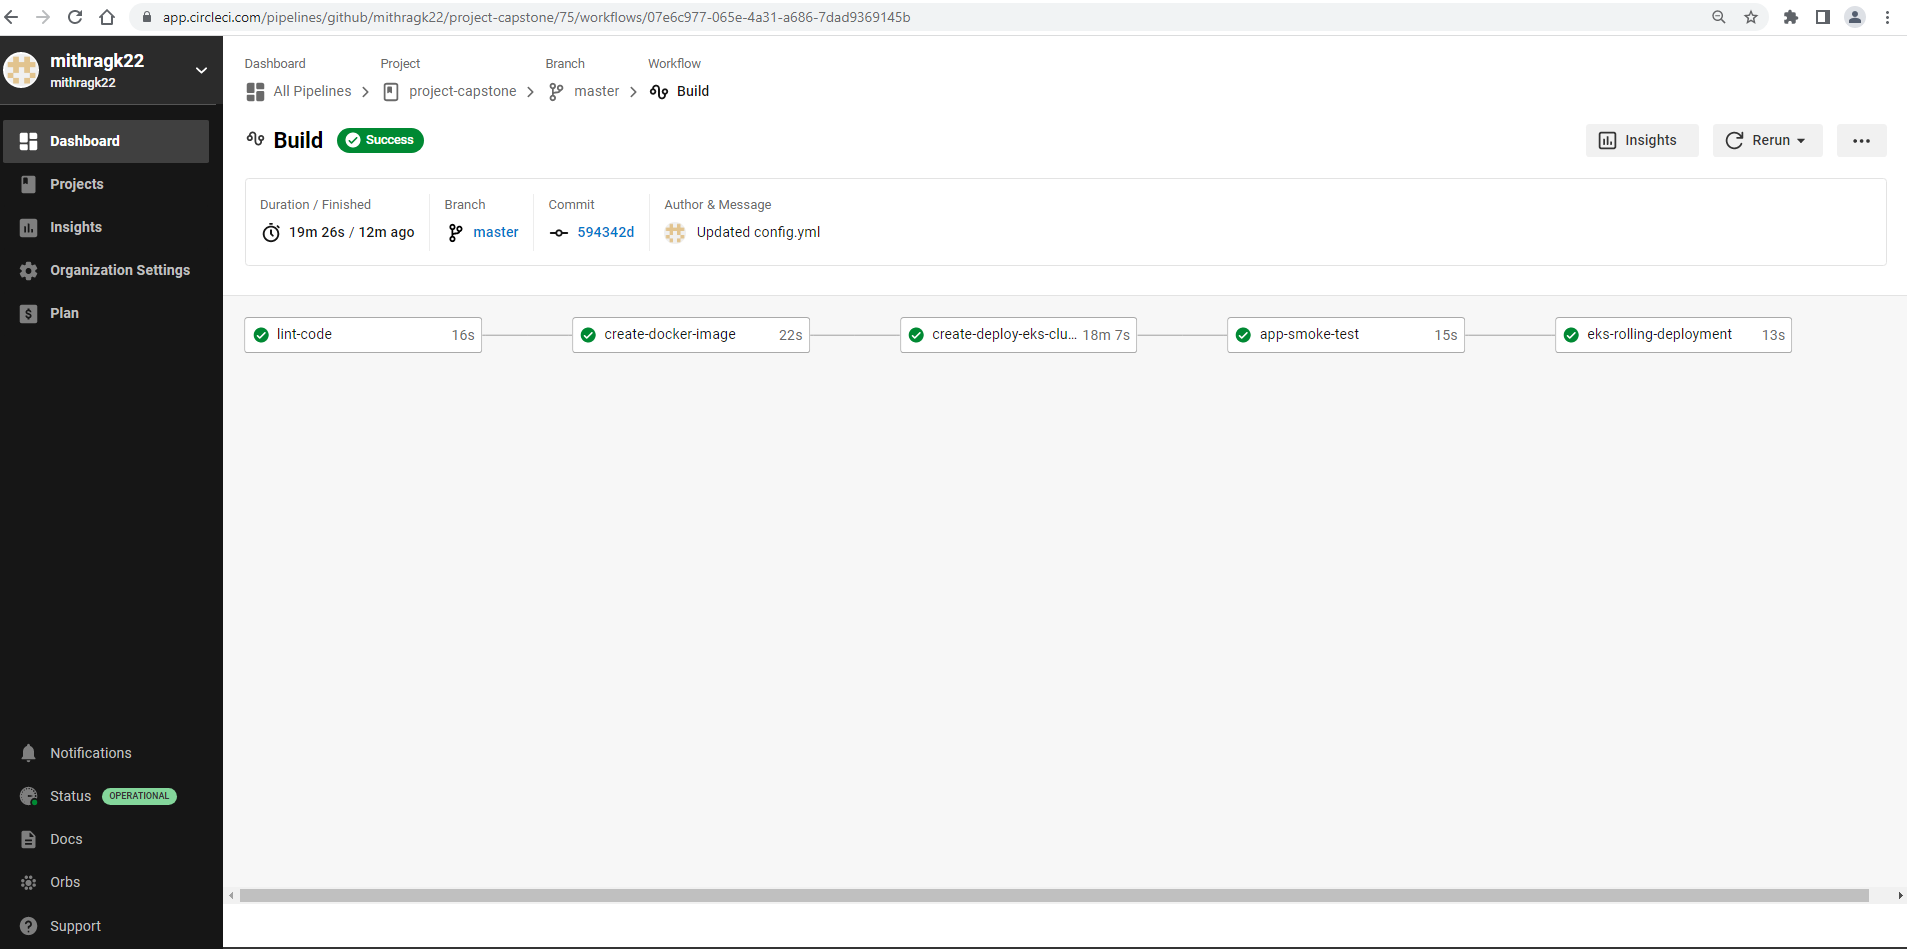 app.circleci.com/pipelines/github/mithragk22/project-capstone/75/workflows/07e6c977-065e-4a31-a686-7dad9369145b
mithragk22
mithragk22
Dashboard
Projects
Insights
Organization Settings
Plan
Notifications
Status OPERATIONAL
Docs
Orbs
Support
Dashboard Project Branch Workflow
All Pipelines project-capstone master Build
Build Success
Insights Rerun
Duration / Finished Branch Commit Author & Message
19m 26s / 12m ago master 594342d Updated config.yml
lint-code 16s create-docker-image 22s create-deploy-eks-clu... 18m 7s app-smoke-test 15s eks-rolling-deployment 13s